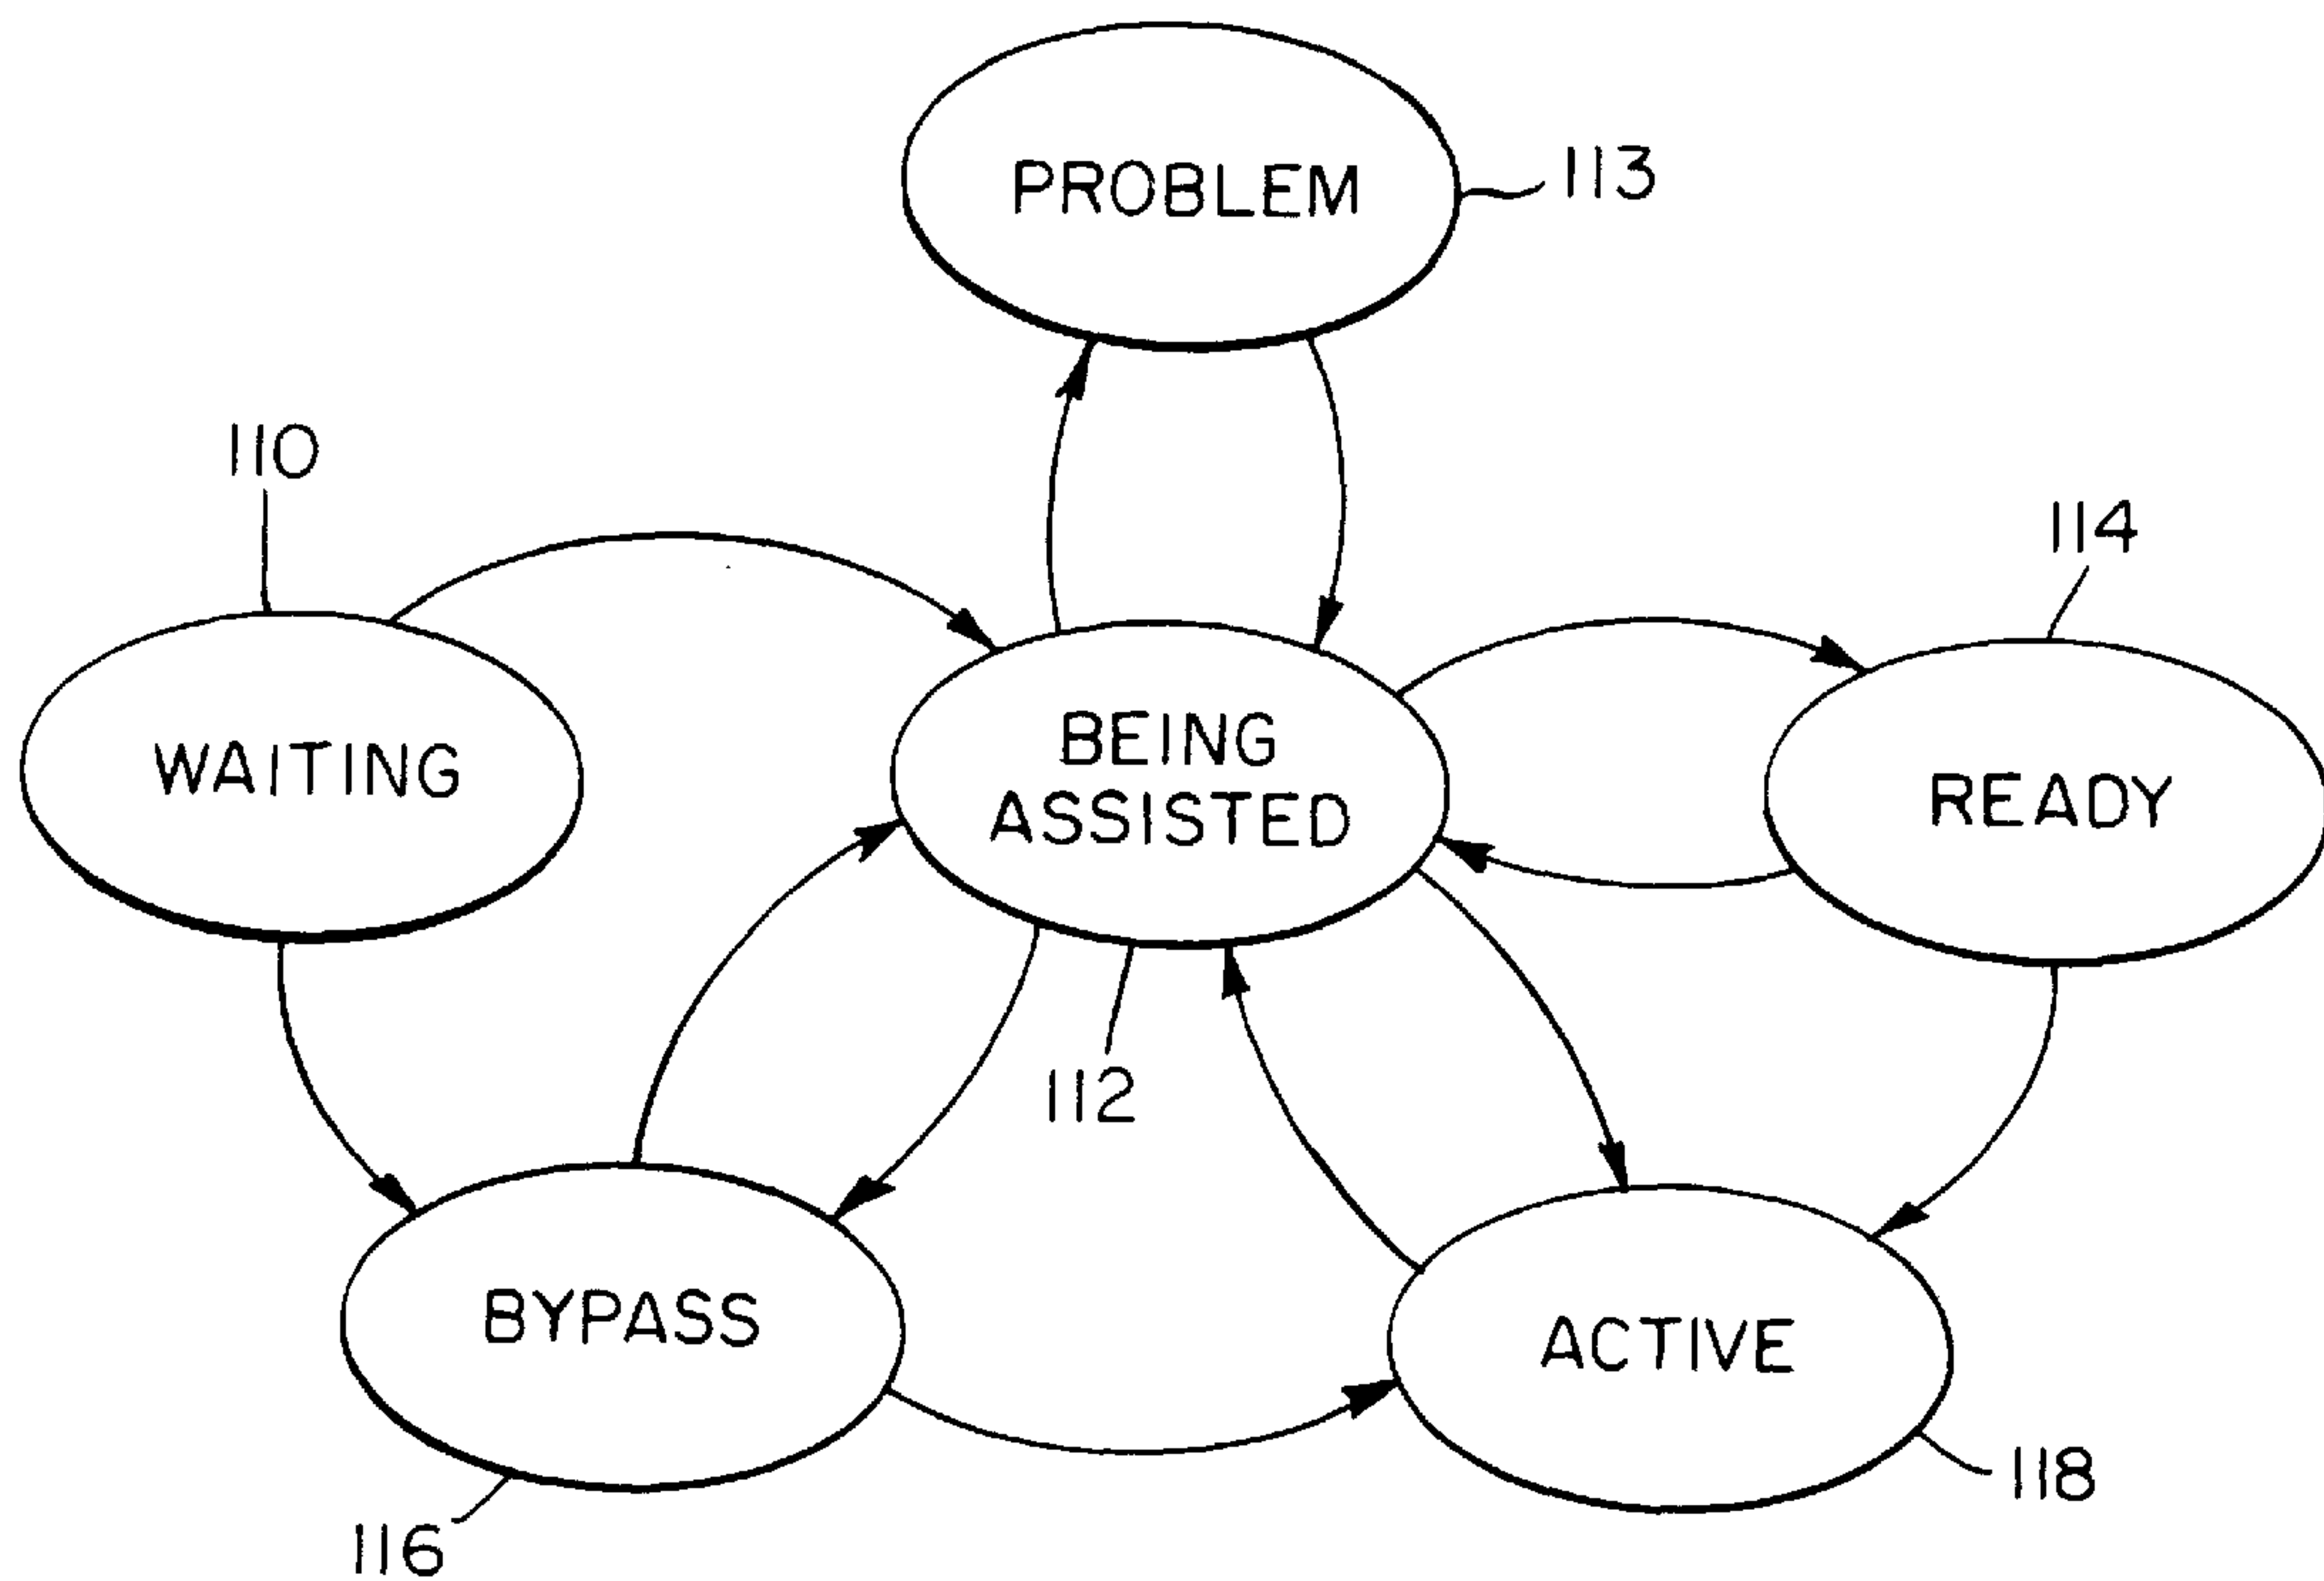 PROBLEM
113
110
114
WAITING
BEING
ASSISTED
READY
112
BYPASS
ACTIVE
118
116